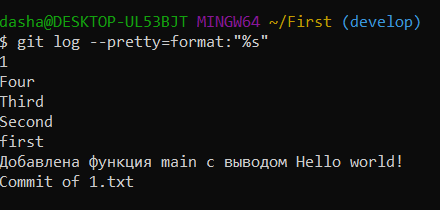 dasha@DESKTOP-UL53BJT MINGW64 ~/First (develop)
$ git log --pretty=format:"%s"
1
Four
Third
Second
first
Добавлена функция main с выводом Hello world!
Commit of 1.txt